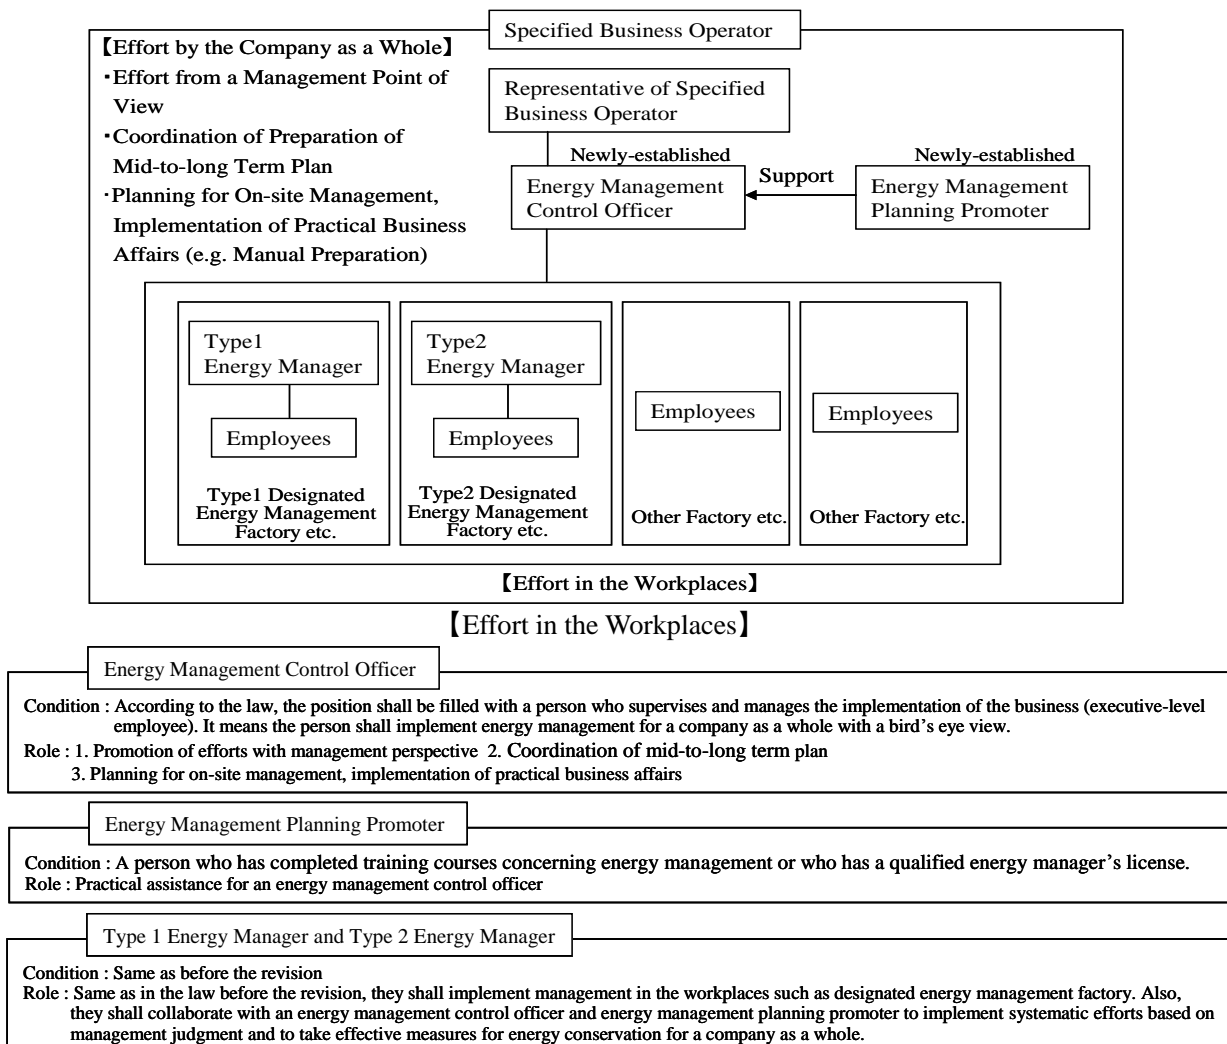 Specified Business Operator
【Effort by the Company as a Whole】
・Effort from a Management Point of
View
・Coordination of Preparation of
Mid-to-long Term Plan
・Planning for On-site Management,
Implementation of Practical Business
Affairs (e.g. Manual Preparation)
Representative of Specified
Business Operator
Newly-established
Energy Management
Control Officer
Support
Newly-established
Energy Management
Planning Promoter
Type1
Energy Manager
Employees
Type1 Designated
Energy Management
Factory etc.
Type2
Energy Manager
Employees
Type2 Designated
Energy Management
Factory etc.
Employees
Other Factory etc.
Employees
Other Factory etc.
【Effort in the Workplaces】
【Effort in the Workplaces】
Energy Management Control Officer
Condition : According to the law, the position shall be filled with a person who supervises and manages the implementation of the business (executive-level
employee). It means the person shall implement energy management for a company as a whole with a bird's eye view.
Role : 1. Promotion of efforts with management perspective 2. Coordination of mid-to-long term plan
3. Planning for on-site management, implementation of practical business affairs
Energy Management Planning Promoter
Condition : A person who has completed training courses concerning energy management or who has a qualified energy manager's license.
Role : Practical assistance for an energy management control officer
Type 1 Energy Manager and Type 2 Energy Manager
Condition : Same as before the revision
Role : Same as in the law before the revision, they shall implement management in the workplaces such as designated energy management factory. Also,
they shall collaborate with an energy management control officer and energy management planning promoter to implement systematic efforts based on
management judgment and to take effective measures for energy conservation for a company as a whole.